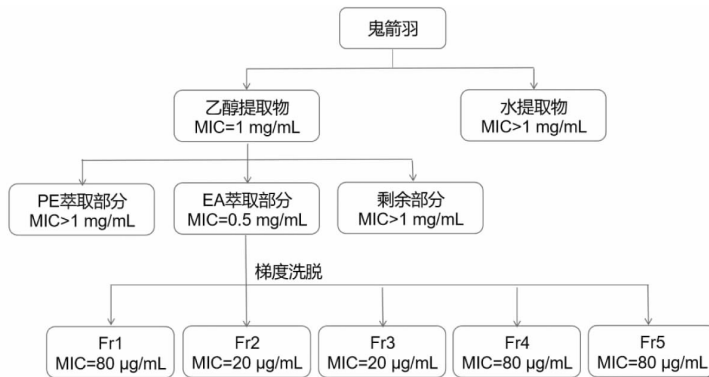 鬼箭羽
乙醇提取物
MIC=1 mg/mL
水提取物
MIC>1 mg/mL
PE萃取部分
MIC>1 mg/mL
EA萃取部分
MIC=0.5 mg/mL
剩余部分
MIC>1 mg/mL
梯度洗脱
Fr1
MIC=80 μg/mL
Fr2
MIC=20 μg/mL
Fr3
MIC=20 μg/mL
Fr4
MIC=80 μg/mL
Fr5
MIC=80 μg/mL